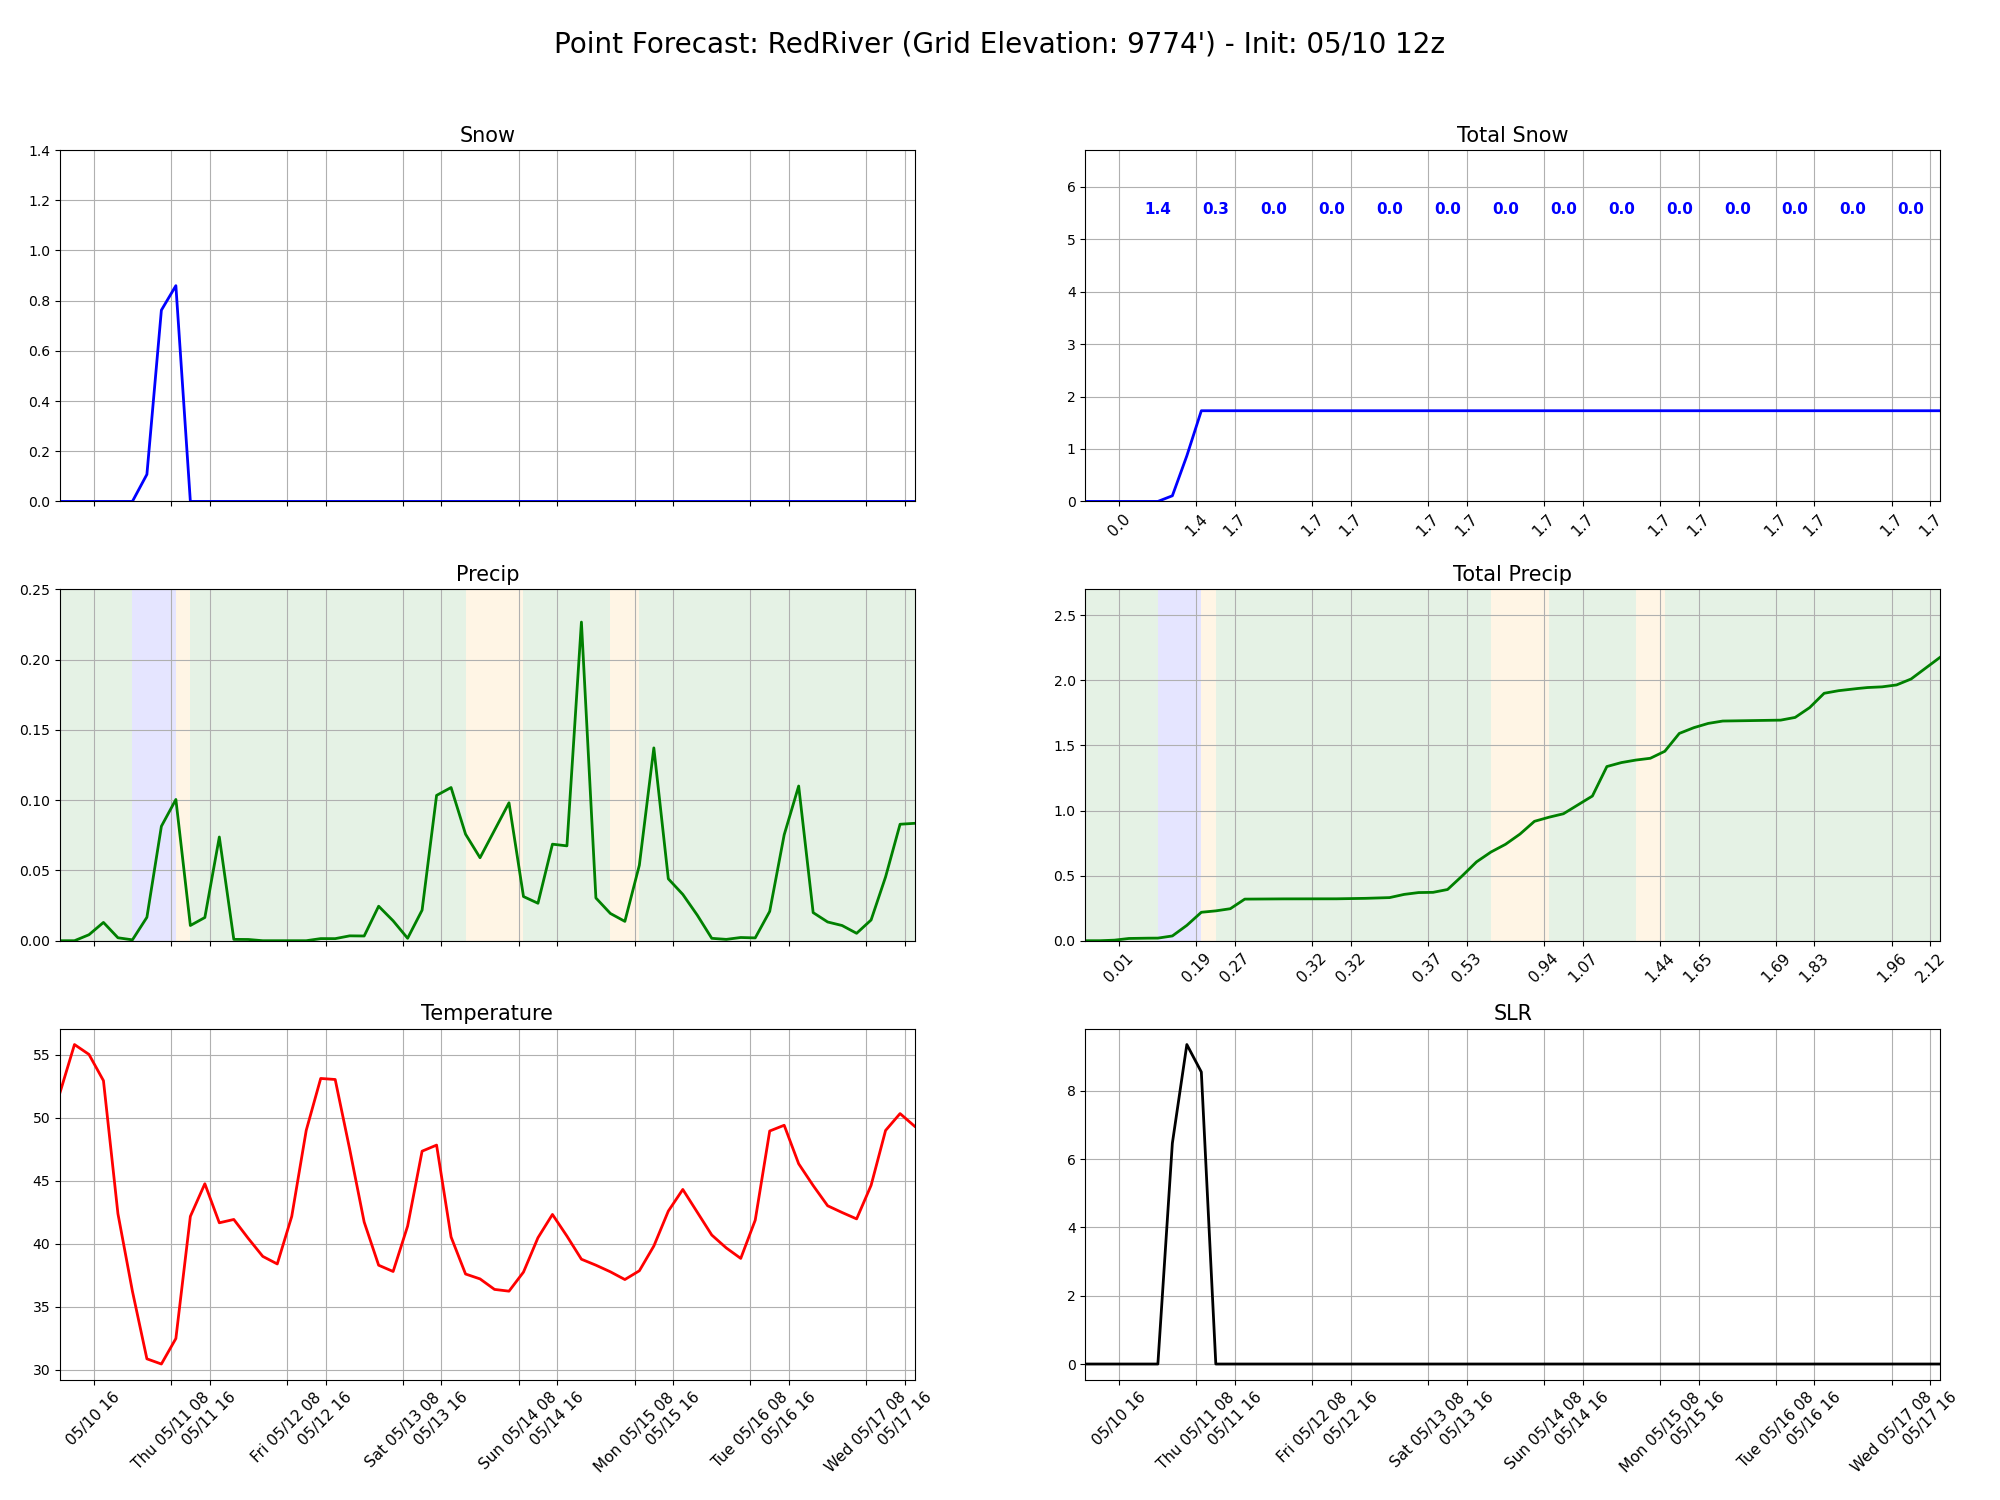 Point Forecast: RedRiver (Grid Elevation: 9774') - Init: 05/10 12z
Snow
1.4
1.2
1.0
0.8
0.6
0.4
0.2
0.0
Total Snow
6
5
4
3
2
1
0
1.4 0.3 0.0 0.0 0.0 0.0 0.0 0.0 0.0 0.0 0.0 0.0 0.0 0.0
0.0 1.4 1.7 1.7 1.7 1.7 1.7 1.7 1.7 1.7 1.7 1.7 1.7 1.7 1.7
Precip
0.25
0.20
0.15
0.10
0.05
0.00
Total Precip
2.5
2.0
1.5
1.0
0.5
0.0
0.01 0.19 0.27 0.32 0.32 0.37 0.53 0.94 1.07 1.44 1.65 1.69 1.83 1.96 2.12
Temperature
55
50
45
40
35
30
05/10 16
Thu 05/11 08
05/11 16
Fri 05/12 08
05/12 16
Sat 05/13 08
05/13 16
Sun 05/14 08
05/14 16
Mon 05/15 08
05/15 16
Tue 05/16 08
05/16 16
Wed 05/17 08
05/17 16
SLR
8
6
4
2
0
05/10 16
Thu 05/11 08
05/11 16
Fri 05/12 08
05/12 16
Sat 05/13 08
05/13 16
Sun 05/14 08
05/14 16
Mon 05/15 08
05/15 16
Tue 05/16 08
05/16 16
Wed 05/17 08
05/17 16